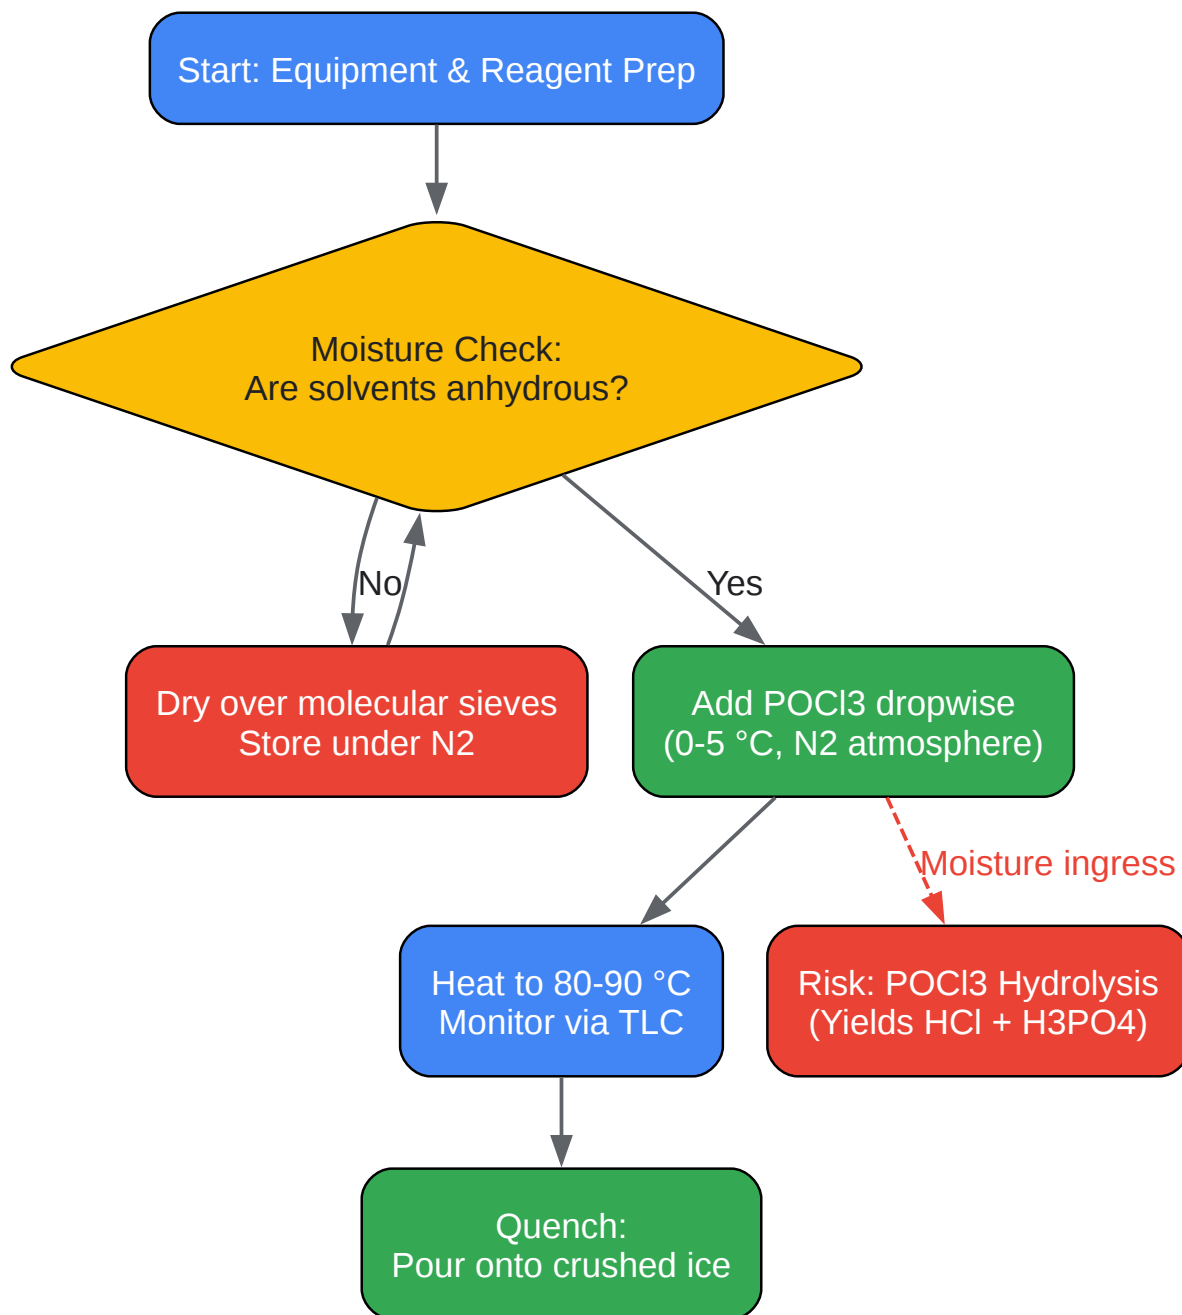 Start: Equipment & Reagent Prep
Moisture Check:
Are solvents anhydrous?
No
Yes
Dry over molecular sieves
Store under N2
Add POCl3 dropwise
(0-5 °C, N2 atmosphere)
Moisture ingress
Heat to 80-90 °C
Monitor via TLC
Risk: POCl3 Hydrolysis
(Yields HCl + H3PO4)
Quench:
Pour onto crushed ice